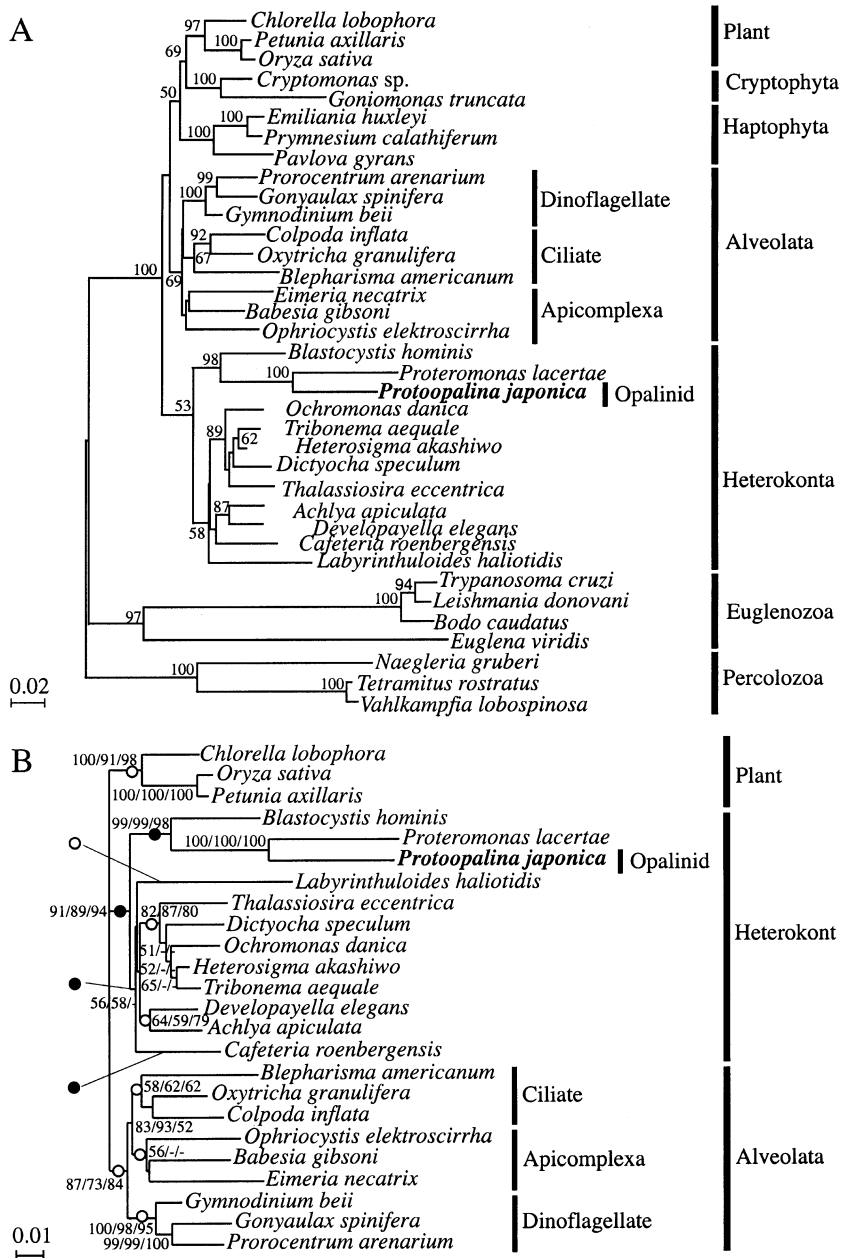 A
97
Chlorella lobophora
69
100
Petunia axillaris
Oryza sativa
Plant
50
100
Cryptomonas sp.
Goniomonas truncata
Cryptophyta
100
100
Emiliania huxleyi
Prymnesium calathiferum
Pavlova gyrans
Haptophyta
100
99
Prorocentrum arenarium
Gonyaulax spinifera
Gymnodinium beii
Dinoflagellate
92
67
Colpoda inflata
Oxytricha granulifera
Blepharisma americanum
Ciliate
Alveolata
100
69
Eimeria necatrix
Babesia gibsoni
Ophriocystis elektroscirrha
Apicomplexa
98
Blastocystis hominis
100
Proteromonas lacertae
Protoopalina japonica
Opalinid
53
89
Ochromonas danica
Tribonema aequale
62
Heterosigma akashiwo
Dictyocha speculum
Thalassiosira eccentrica
Heterokonta
87
58
Achlya apiculata
Developayella elegans
Cafeteria roenbergensis
Labyrinthuloides haliotidis
94
100
Trypanosoma cruzi
Leishmania donovani
Bodo caudatus
97
Euglena viridis
Euglenozoa
100
Naegleria gruberi
100
Tetramitus rostratus
Vahlkampfia lobospinosa
Percolozoa
0.02
B
100/91/98
Chlorella lobophora
Oryza sativa
100/100/100
Petunia axillaris
Plant
99/99/98
Blastocystis hominis
100/100/100
Proteromonas lacertae
Protoopalina japonica
Opalinid
Labyrinthuloides haliotidis
91/89/94
82/87/80
Thalassiosira eccentrica
Dictyocha speculum
51/-/-
Ochromonas danica
52/-/-
Heterosigma akashiwo
65/-/-
Tribonema aequale
Heterokont
56/58/-
Developayella elegans
64/59/79
Achlya apiculata
Cafeteria roenbergensis
58/62/62
Blepharisma americanum
Oxytricha granulifera
Colpoda inflata
Ciliate
83/93/52
Ophriocystis elektroscirrha
56/-/-
Babesia gibsoni
Eimeria necatrix
Apicomplexa
Alveolata
87/73/84
Gymnodinium beii
100/98/95
Gonyaulax spinifera
99/99/100
Prorocentrum arenarium
Dinoflagellate
0.01